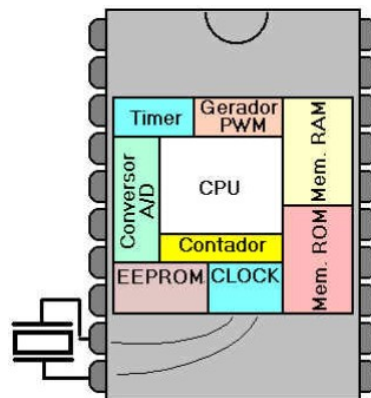 Timer
Gerador
PWM
Mem. RAM
Conversor
A/D
CPU
Contador
Mem. ROM
EEPROM
CLOCK